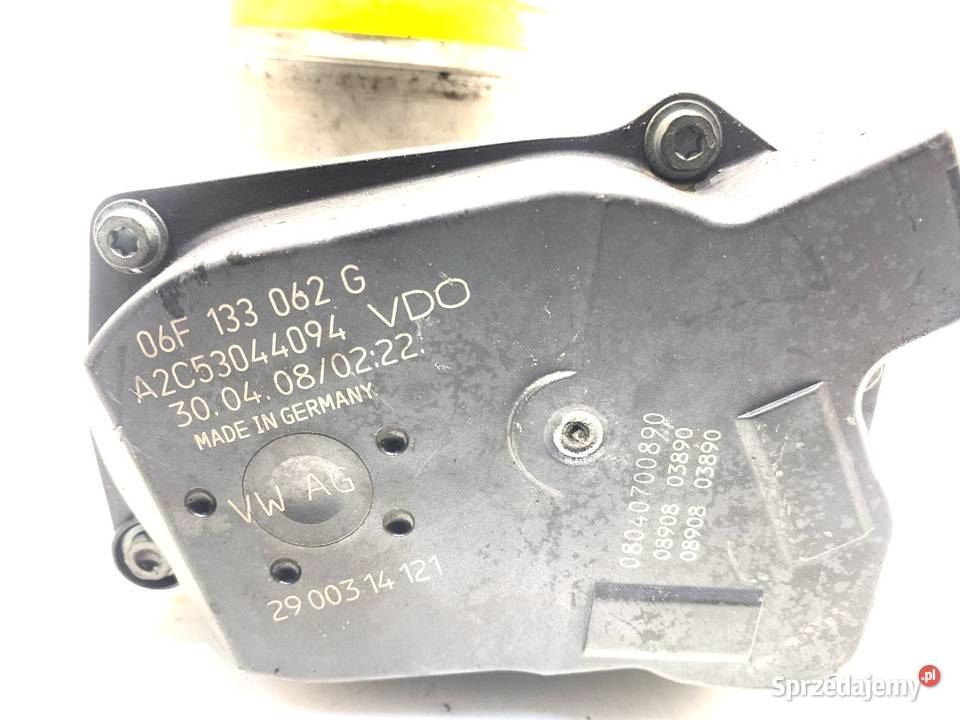 06F 133 062 G
A2C53044094 VDO
30.04.08/02:22.
MADE IN GERMANY
VW AG
29 003 14 121
08040700890
08908 03890
08908 03890
Sprzedajemy.pl